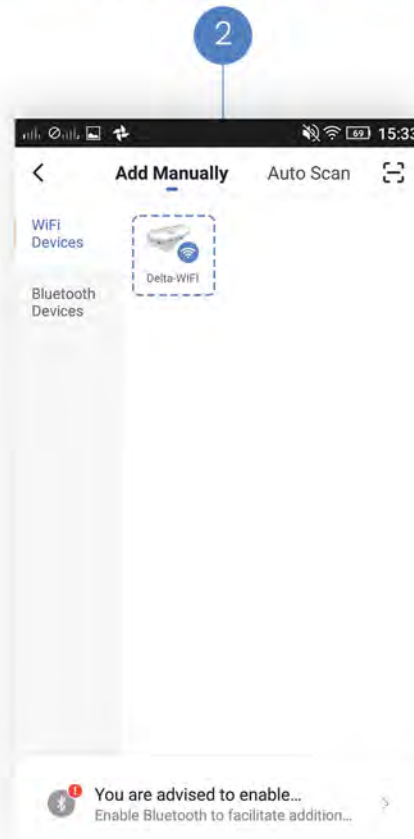 2
69 15:33
Add Manually Auto Scan
WiFi
Devices
Delta-WIFI
Bluetooth
Devices
You are advised to enable...
Enable Bluetooth to facilitate addition...